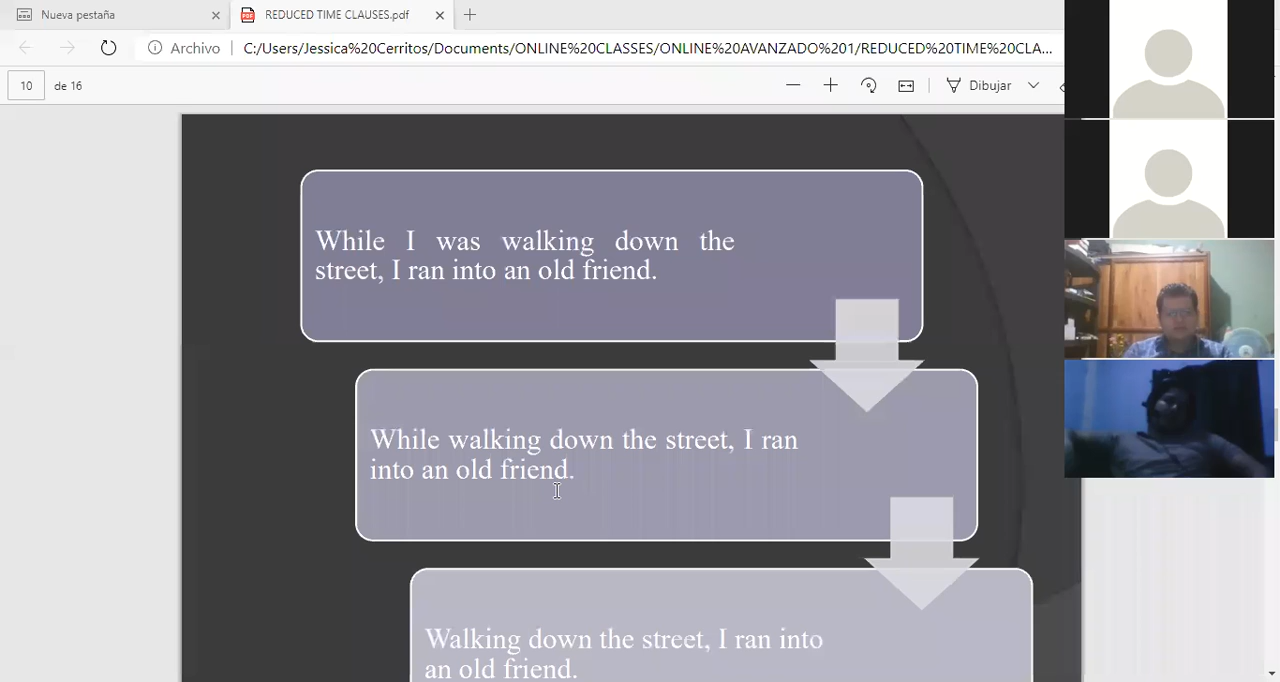 Nueva pestaña
REDUCED TIME CLAUSES.pdf
Archivo
C:/Users/Jessica%20Cerritos/Documents/ONLINE%20CLASSES/ONLINE%20AVANZADO%201/REDUCED%20TIME%20CLA...
10 de 16
Dibujar
While I was walking down the
street, I ran into an old friend.
While walking down the street, I ran
into an old friend.
Walking down the street, I ran into
an old friend.